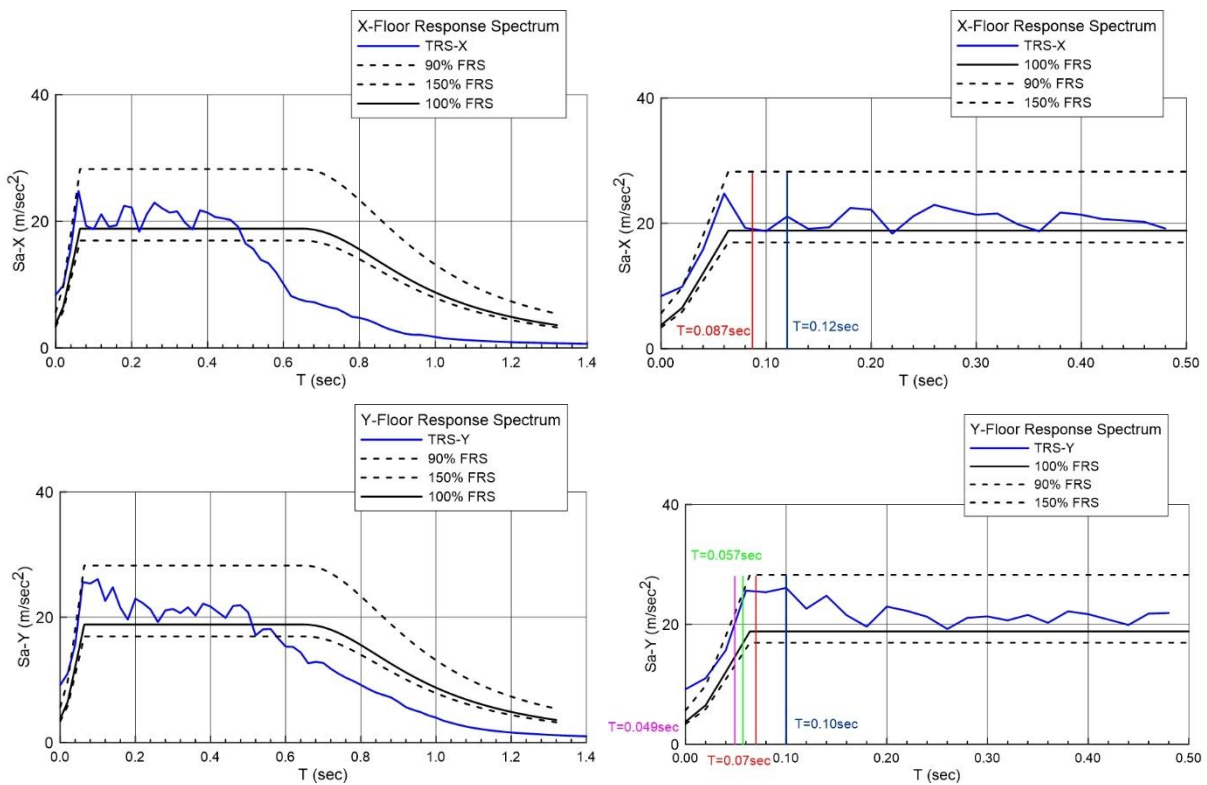 X-Floor Response Spectrum
TRS-X
90% FRS
150% FRS
100% FRS
40
20
0
Sa-X (m/sec²)
0.0 0.2 0.4 0.6 0.8 1.0 1.2 1.4
T (sec)
X-Floor Response Spectrum
TRS-X
100% FRS
90% FRS
150% FRS
40
20
0
Sa-X (m/sec²)
T=0.087sec
T=0.12sec
0.00 0.10 0.20 0.30 0.40 0.50
T (sec)
Y-Floor Response Spectrum
TRS-Y
90% FRS
150% FRS
100% FRS
40
20
0
Sa-Y (m/sec²)
0.0 0.2 0.4 0.6 0.8 1.0 1.2 1.4
T (sec)
Y-Floor Response Spectrum
TRS-Y
100% FRS
90% FRS
150% FRS
40
20
0
Sa-Y (m/sec²)
T=0.057sec
T=0.049sec
T=0.10sec
T=0.07sec
0.00 0.10 0.20 0.30 0.40 0.50
T (sec)